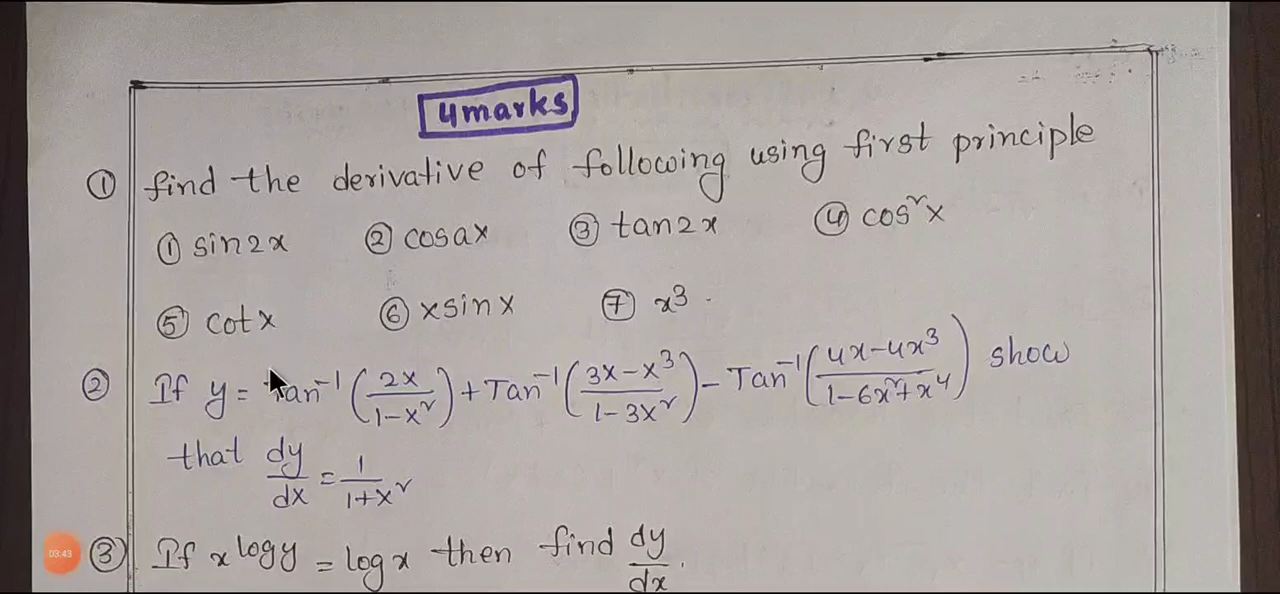 4marks
① find the derivative of following using first principle
① sin2x ② cosax ③ tan2x ④ cos²x
⑤ cotx ⑥ xsinx ⑦ x³.
② If y = Tan⁻¹(2x/1-x²) + Tan⁻¹(3x-x³/1-3x²) - Tan⁻¹(4x-4x³/1-6x²+x⁴) show
that dy/dx = 1/1+x²
03:43
③ If x^logy = logx then find dy/dx.